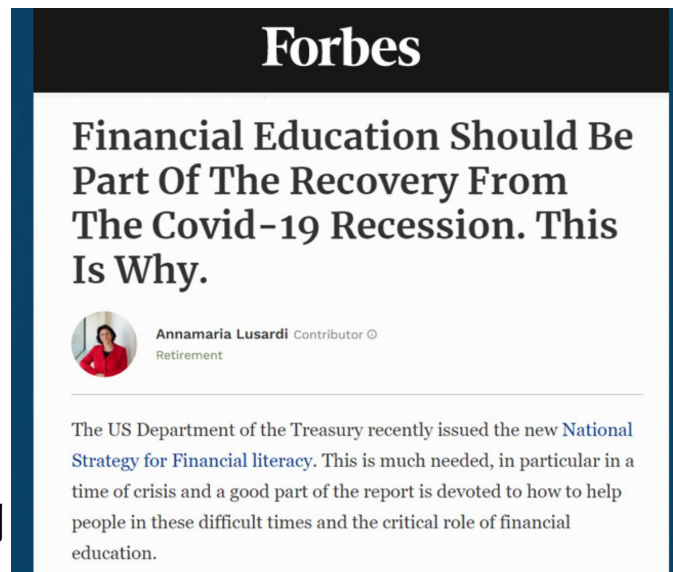 Forbes
Financial Education Should Be
Part Of The Recovery From
The Covid-19 Recession. This
Is Why.
Annamaria Lusardi Contributor
Retirement
The US Department of the Treasury recently issued the new National
Strategy for Financial literacy. This is much needed, in particular in a
time of crisis and a good part of the report is devoted to how to help
people in these difficult times and the critical role of financial
education.